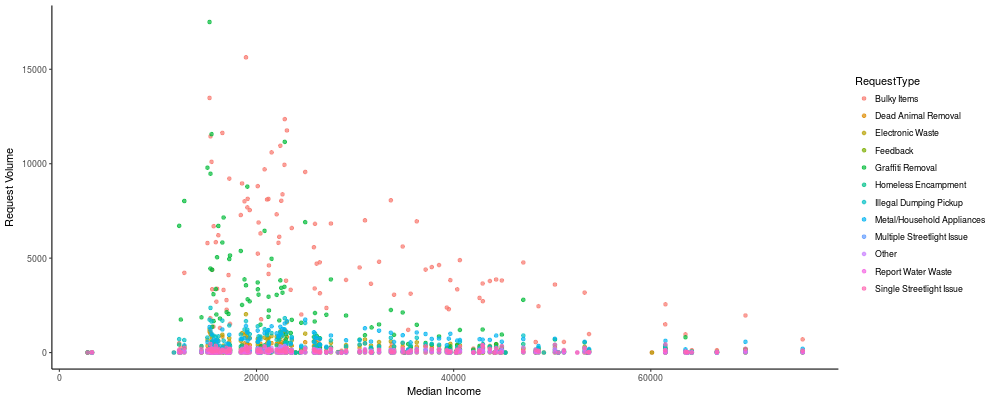 15000
10000
5000
0
Request Volume
0
20000
40000
60000
Median Income
RequestType
Bulky Items
Dead Animal Removal
Electronic Waste
Feedback
Graffiti Removal
Homeless Encampment
Illegal Dumping Pickup
Metal/Household Appliances
Multiple Streetlight Issue
Other
Report Water Waste
Single Streetlight Issue